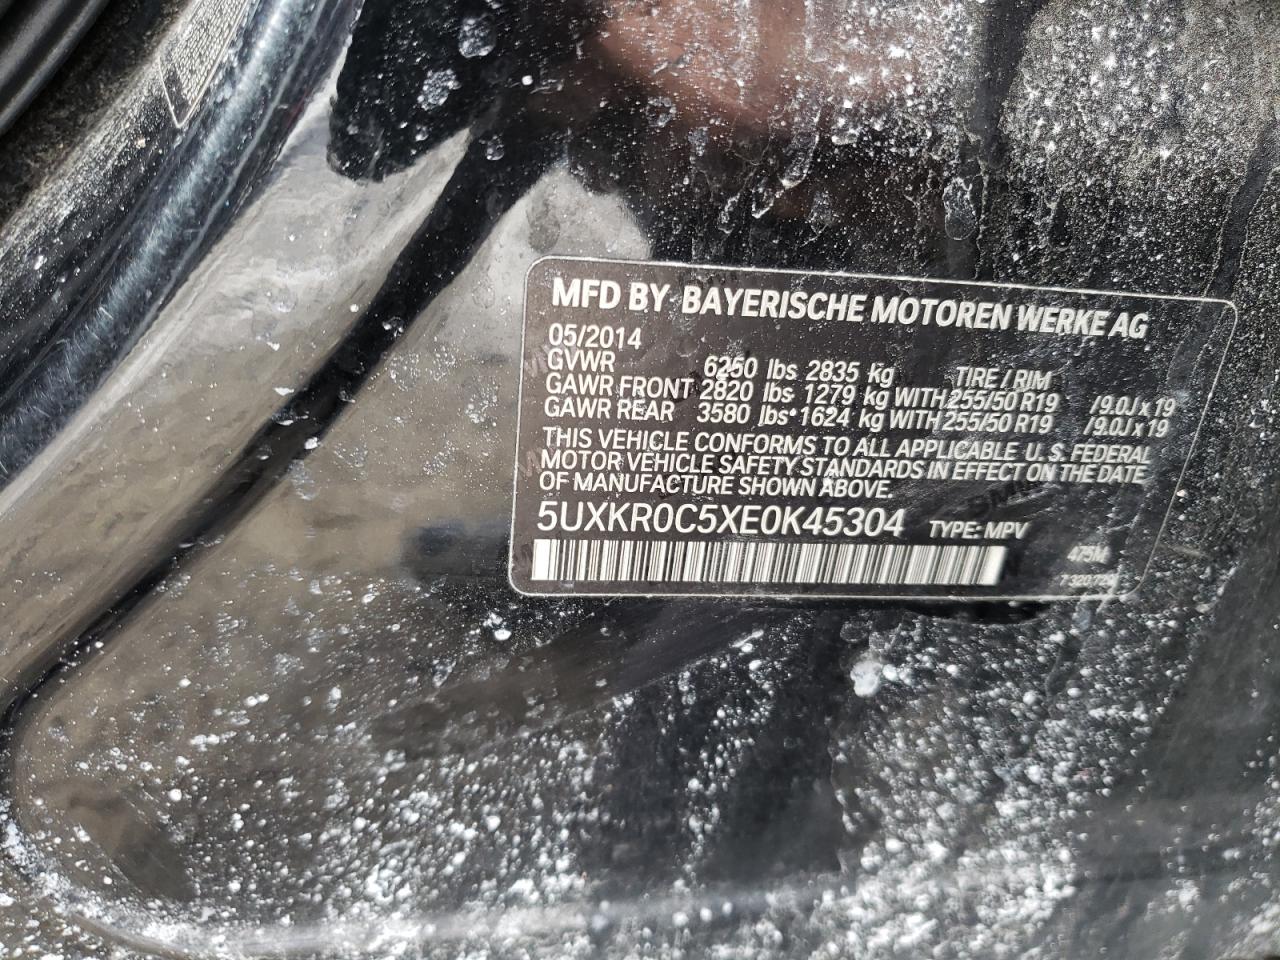 MFD BY BAYERISCHE MOTOREN WERKE AG
05/2014
GVWR 6250 lbs 2835 kg TIRE / RIM
GAWR FRONT 2820 lbs 1279 kg WITH 255/50 R19 /9.0J x 19
GAWR REAR 3580 lbs 1624 kg WITH 255/50 R19 /9.0J x 19
THIS VEHICLE CONFORMS TO ALL APPLICABLE U.S. FEDERAL
MOTOR VEHICLE SAFETY STANDARDS IN EFFECT ON THE DATE
OF MANUFACTURE SHOWN ABOVE.
5UXKR0C5XE0K45304 TYPE: MPV
475M